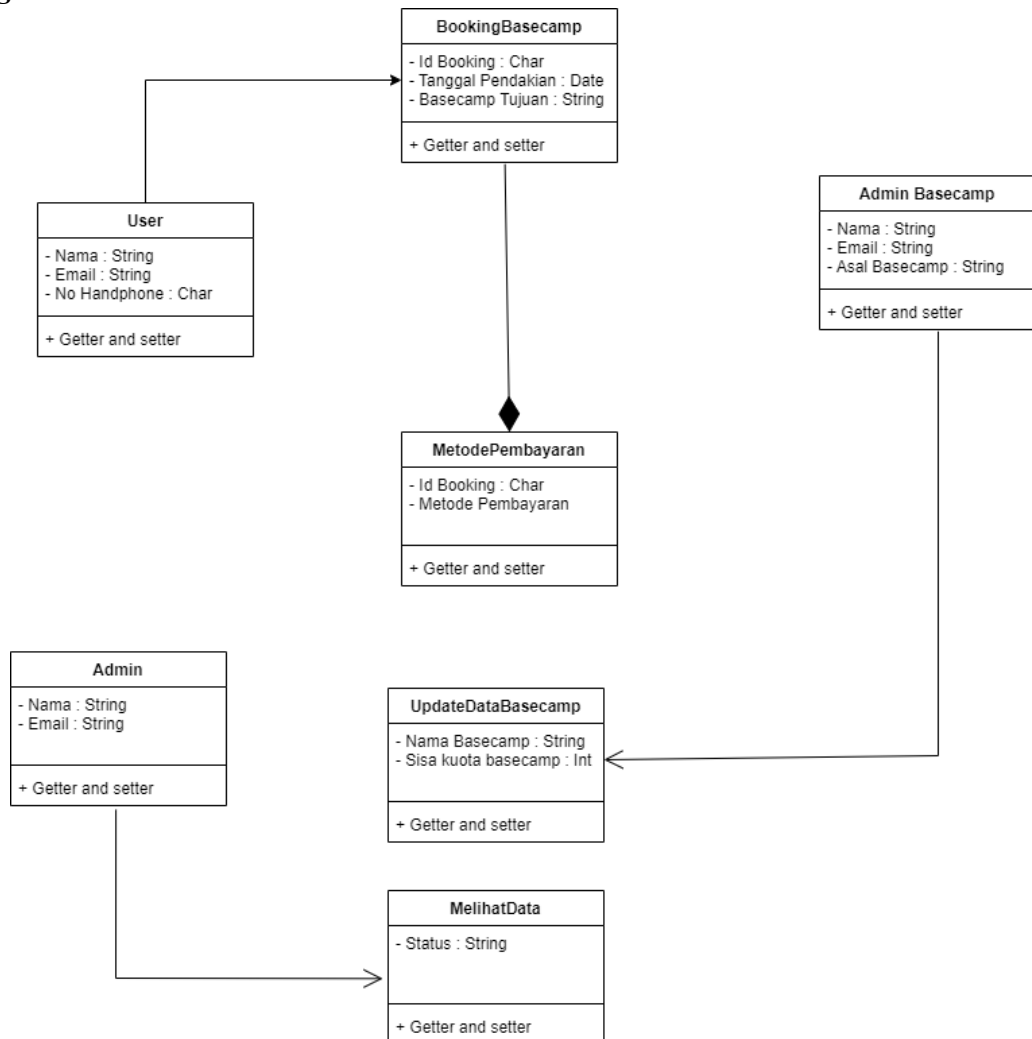 BookingBasecamp
- Id Booking : Char
- Tanggal Pendakian : Date
- Basecamp Tujuan : String
+ Getter and setter
User
- Nama : String
- Email : String
- No Handphone : Char
+ Getter and setter
Admin Basecamp
- Nama : String
- Email : String
- Asal Basecamp : String
+ Getter and setter
MetodePembayaran
- Id Booking : Char
- Metode Pembayaran
+ Getter and setter
Admin
- Nama : String
- Email : String
+ Getter and setter
UpdateDataBasecamp
- Nama Basecamp : String
- Sisa kuota basecamp : Int
+ Getter and setter
MelihatData
- Status : String
+ Getter and setter